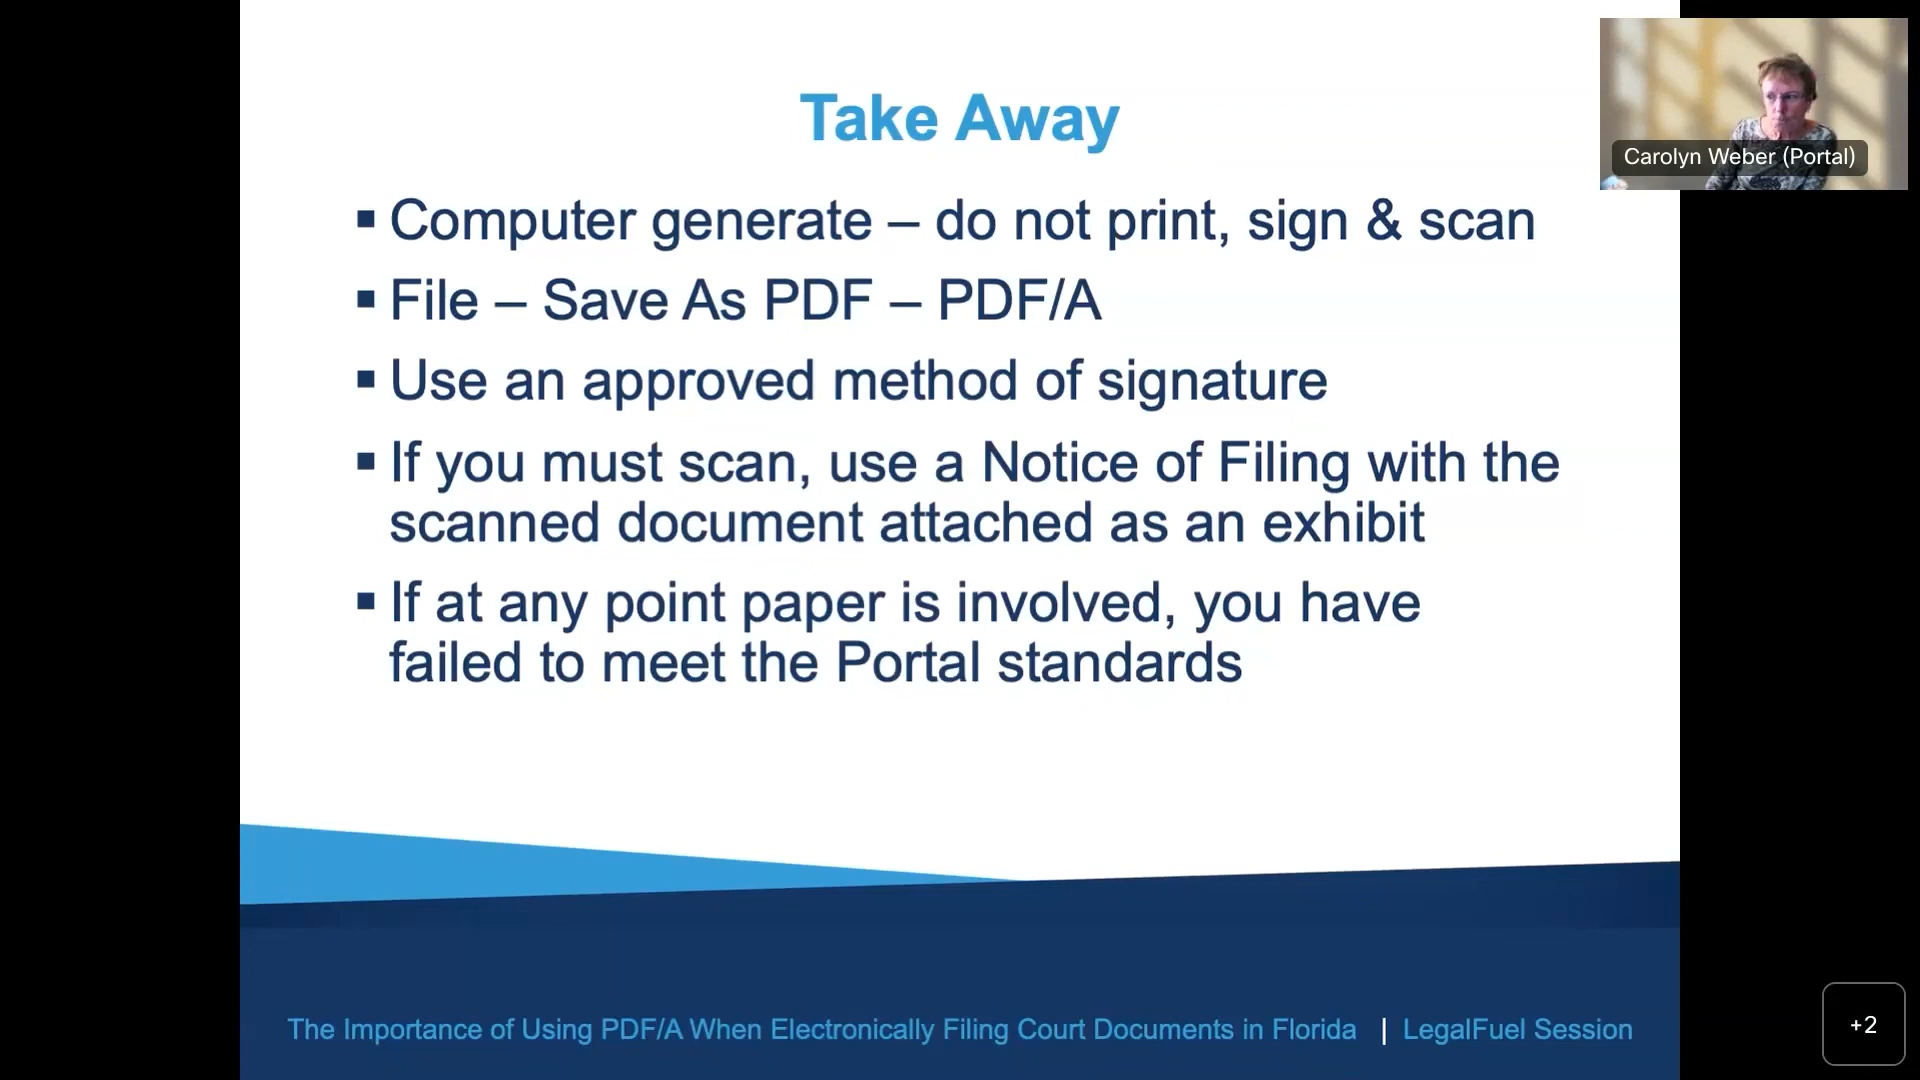 Take Away
Carolyn Weber (Portal)
▪ Computer generate – do not print, sign & scan
▪ File – Save As PDF – PDF/A
▪ Use an approved method of signature
▪ If you must scan, use a Notice of Filing with the
scanned document attached as an exhibit
▪ If at any point paper is involved, you have
failed to meet the Portal standards
The Importance of Using PDF/A When Electronically Filing Court Documents in Florida | LegalFuel Session
+2